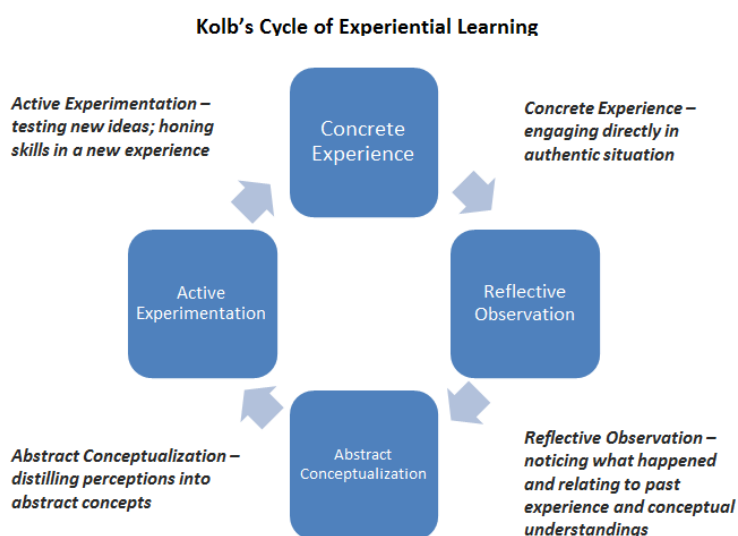 Kolb's Cycle of Experiential Learning
Active Experimentation –
testing new ideas; honing
skills in a new experience
Concrete
Experience
Concrete Experience –
engaging directly in
authentic situation
Active
Experimentation
Reflective
Observation
Abstract Conceptualization –
distilling perceptions into
abstract concepts
Abstract
Conceptualization
Reflective Observation –
noticing what happened
and relating to past
experience and conceptual
understandings